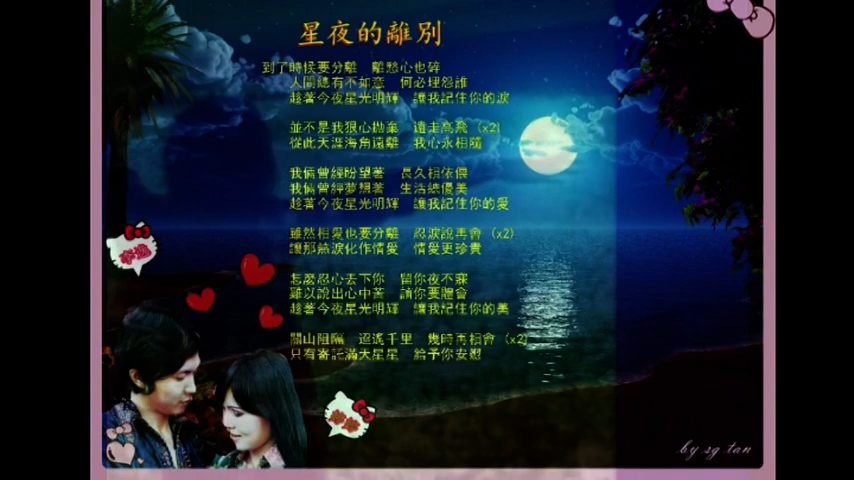 星夜的離別
到了時候要分離　離愁心也碎
人間總有不如意　何必埋怨誰
趁著今夜星光明輝　讓我記住你的淚
並不是我狠心拋棄　遠走高飛 (x2)
從此天涯海角遠離　我心永相隨
我倆曾經盼望著　長久相依偎
我倆曾經夢想著　生活總優美
趁著今夜星光明輝　讓我記住你的愛
雖然相愛也要分離　忍淚說再會 (x2)
讓那熱淚化作情愛　情愛更珍貴
怎麼忍心丟下你　留你夜不寐
難以說出心中苦　請你要體會
趁著今夜星光明輝　讓我記住你的美
關山阻隔　迢遙千里　幾時再相會 (x2)
只有寄託滿天星星　給予你安慰
by sg tan